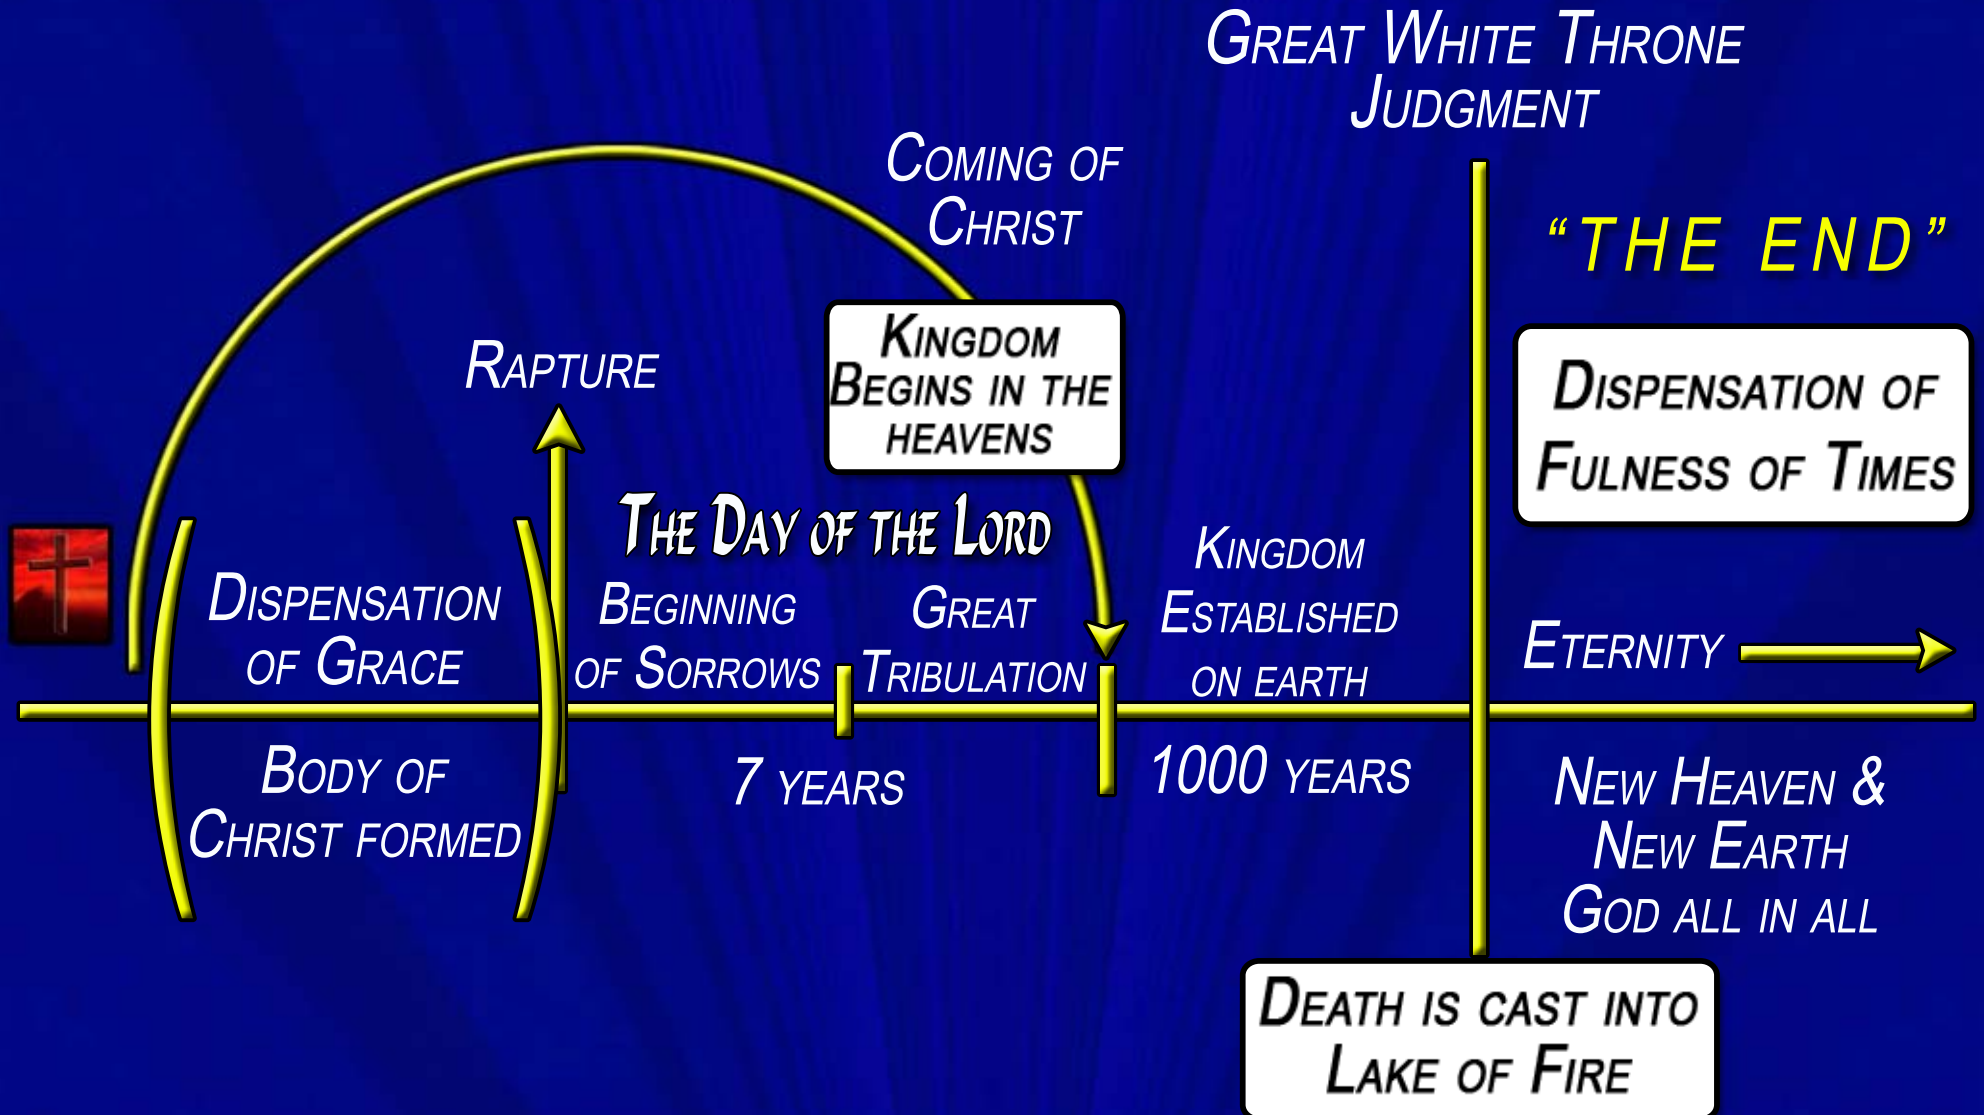 GREAT WHITE THRONE
JUDGMENT
COMING OF
CHRIST
"THE END"
KINGDOM
BEGINS IN THE
HEAVENS
RAPTURE
DISPENSATION OF
FULNESS OF TIMES
THE DAY OF THE LORD
DISPENSATION
OF GRACE
BEGINNING
OF SORROWS
GREAT
TRIBULATION
KINGDOM
ESTABLISHED
ON EARTH
ETERNITY
BODY OF
CHRIST FORMED
7 YEARS
1000 YEARS
NEW HEAVEN &
NEW EARTH
GOD ALL IN ALL
DEATH IS CAST INTO
LAKE OF FIRE